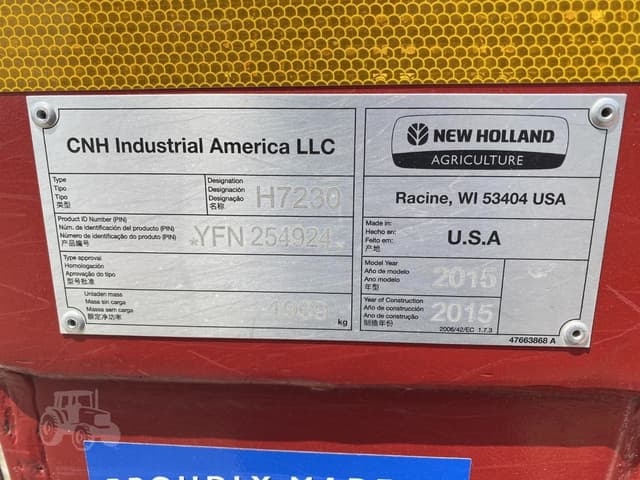 CNH Industrial America LLC
Type
Tipo
Tipo
类型
Designation
Designación
Designação
名称
H7230
Product ID Number (PIN)
Núm. de identificación del producto (PIN)
Número de identificação do produto (PIN)
产品编号
*YFN 254924
Type approval
Homologación
Aprovação do tipo
型号批准
Unladen mass
Masa sin carga
Massa sem carga
额定净功率
kg
NEW HOLLAND
AGRICULTURE
Racine, WI 53404 USA
Made in:
Hecho en:
Feito em:
产地
U.S.A
Model Year
Año de modelo
Ano de modelo
年型
2015
Year of Construction
Año de construcción
Ano de construção
制造年份
2015
2006/42/EC 1.7.3
47663868 A
PROUDLY MADE